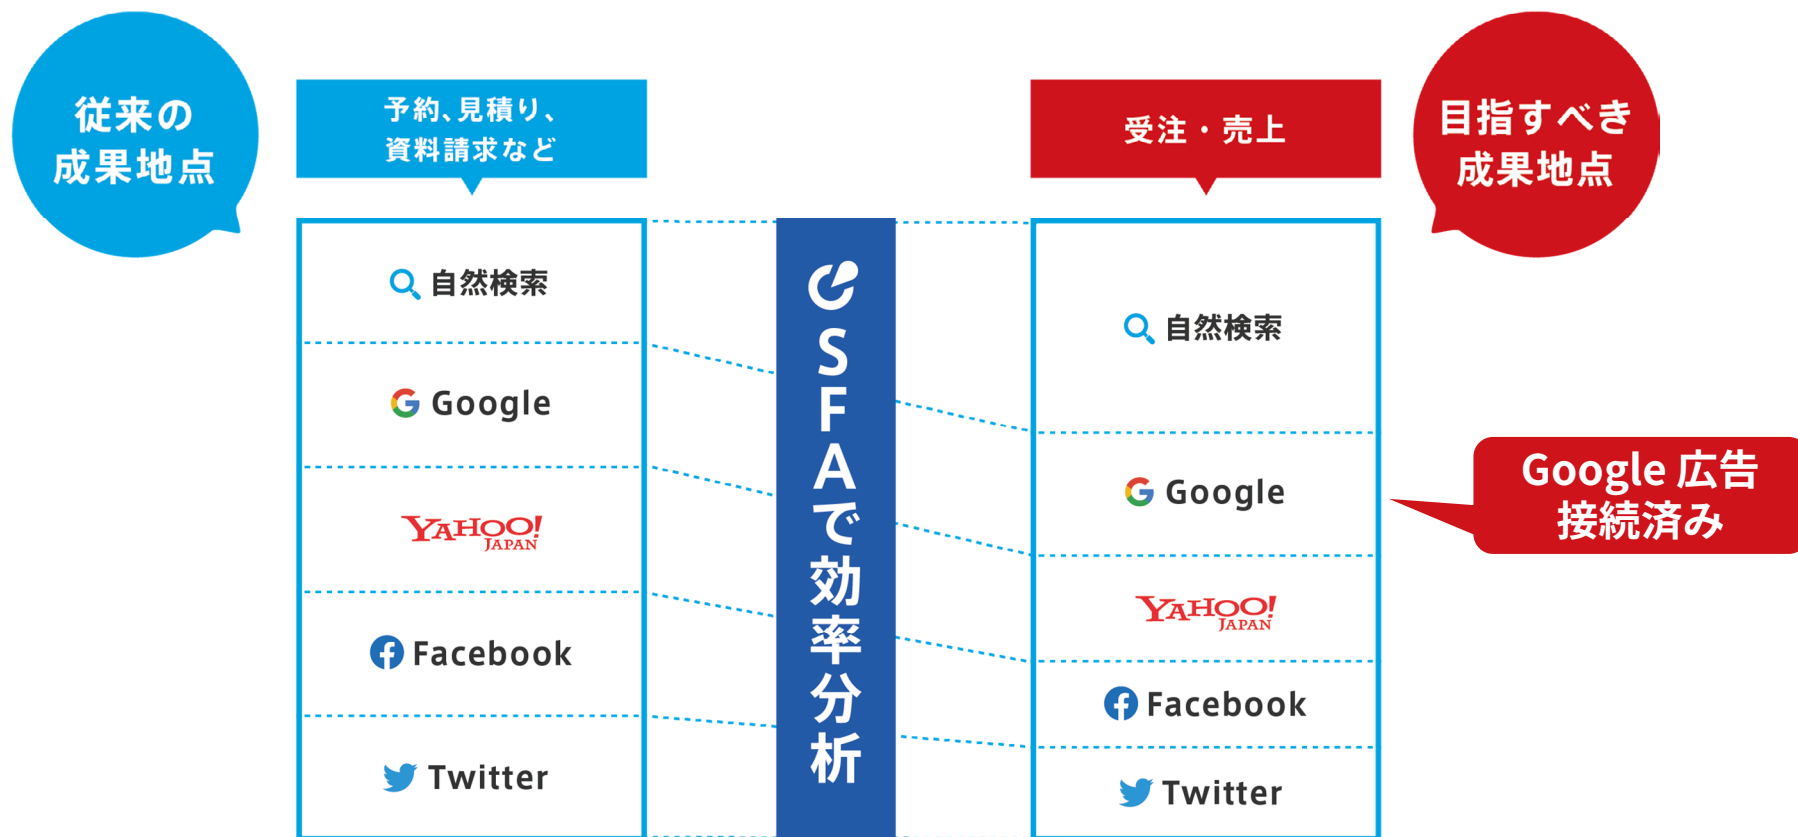 従来の
成果地点
予約、見積り、
資料請求など
受注・売上
目指すべき
成果地点
自然検索
Google
YAHOO!
JAPAN
Facebook
Twitter
SFAで効率分析
自然検索
Google
YAHOO!
JAPAN
Facebook
Twitter
Google 広告
接続済み